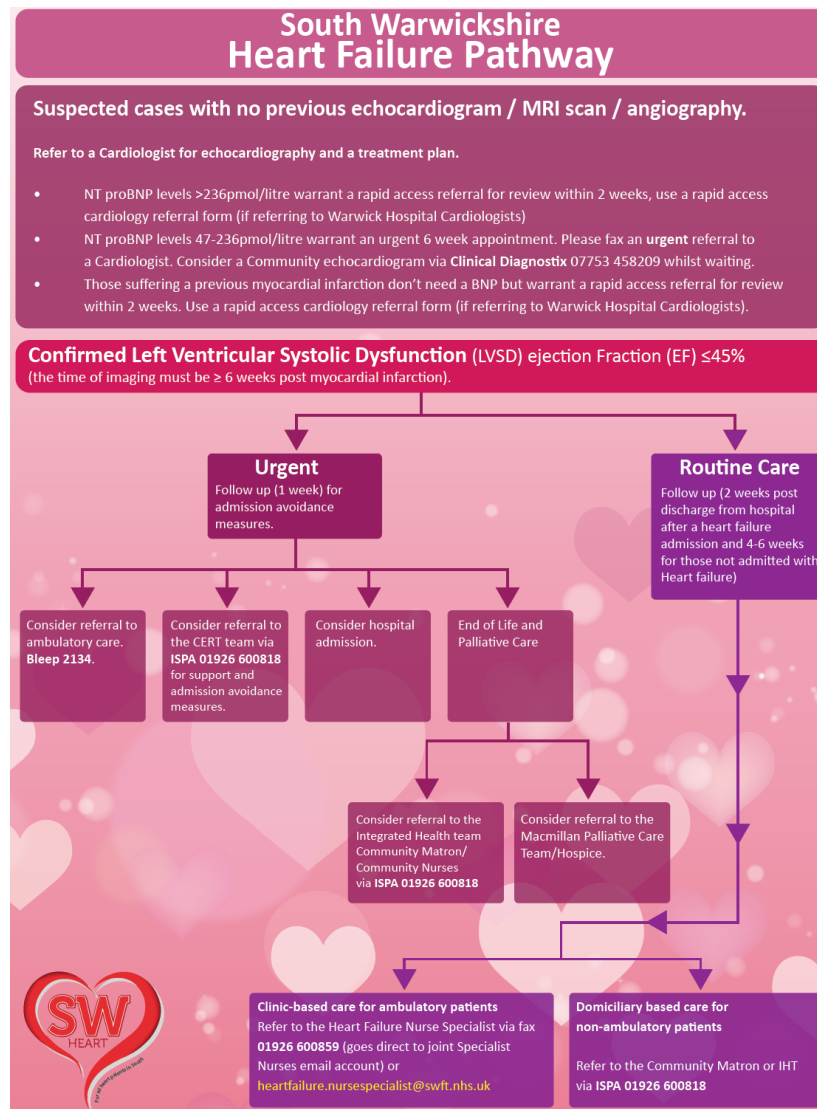 South Warwickshire
Heart Failure Pathway
Suspected cases with no previous echocardiogram / MRI scan / angiography.
Refer to a Cardiologist for echocardiography and a treatment plan.
• NT proBNP levels >236pmol/litre warrant a rapid access referral for review within 2 weeks, use a rapid access
cardiology referral form (if referring to Warwick Hospital Cardiologists)
• NT proBNP levels 47-236pmol/litre warrant an urgent 6 week appointment. Please fax an urgent referral to
a Cardiologist. Consider a Community echocardiogram via Clinical Diagnostix 07753 458209 whilst waiting.
• Those suffering a previous myocardial infarction don't need a BNP but warrant a rapid access referral for review
within 2 weeks. Use a rapid access cardiology referral form (if referring to Warwick Hospital Cardiologists).
Confirmed Left Ventricular Systolic Dysfunction (LVSD) ejection Fraction (EF) ≤45%
(the time of imaging must be ≥ 6 weeks post myocardial infarction).
Urgent
Follow up (1 week) for
admission avoidance
measures.
Routine Care
Follow up (2 weeks post
discharge from hospital
after a heart failure
admission and 4-6 weeks
for those not admitted with
Heart failure)
Consider referral to
ambulatory care.
Bleep 2134.
Consider referral to
the CERT team via
ISPA 01926 600818
for support and
admission avoidance
measures.
Consider hospital
admission.
End of Life and
Palliative Care
Consider referral to the
Integrated Health team
Community Matron/
Community Nurses
via ISPA 01926 600818
Consider referral to the
Macmillan Palliative Care
Team/Hospice.
SW
HEART
For all heart patients in South
Clinic-based care for ambulatory patients
Refer to the Heart Failure Nurse Specialist via fax
01926 600859 (goes direct to joint Specialist
Nurses email account) or
heartfailure.nursespecialist@swft.nhs.uk
Domiciliary based care for
non-ambulatory patients
Refer to the Community Matron or IHT
via ISPA 01926 600818